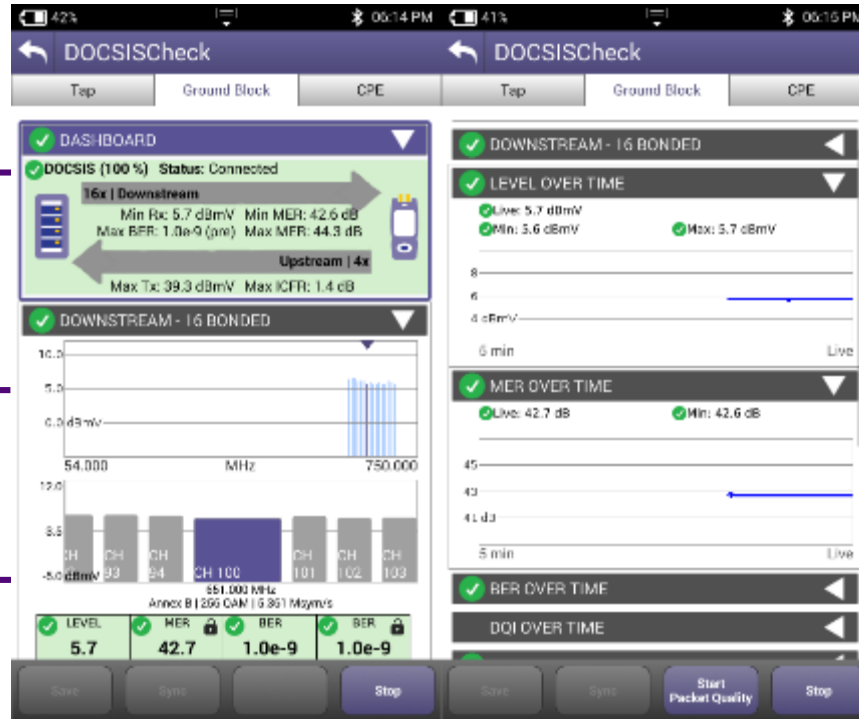 42%
06:14 PM
DOCSISCheck
Tap Ground Block CPE
DASHBOARD
DOCSIS (100 %) Status: Connected
16x | Downstream
Min Rx: 5.7 dBmV Min MER: 42.6 dB
Max BER: 1.0e-9 (pre) Max MER: 44.3 dB
Upstream | 4x
Max Tx: 39.3 dBmV Max ICFR: 1.4 dB
DOWNSTREAM - 16 BONDED
10.0
5.0
0.0 dBmV
54.000 MHz 750.000
12.0
3.5
CH 93
CH 94
CH 100
CH 101
CH 102
CH 103
-5.0 dBmV
651.000 MHz
Annex B | 256 QAM | 5.361 Msym/s
LEVEL MER BER BER
5.7 42.7 1.0e-9 1.0e-9
Save Sync Stop
41%
06:15 PM
DOCSISCheck
Tap Ground Block CPE
DOWNSTREAM - 16 BONDED
LEVEL OVER TIME
Live: 5.7 dBmV
Min: 5.6 dBmV Max: 5.7 dBmV
8
6
4 dBmV
5 min Live
MER OVER TIME
Live: 42.7 dB Min: 42.6 dB
45
43
41 dB
5 min Live
BER OVER TIME
DQI OVER TIME
Save Sync Start Packet Quality Stop